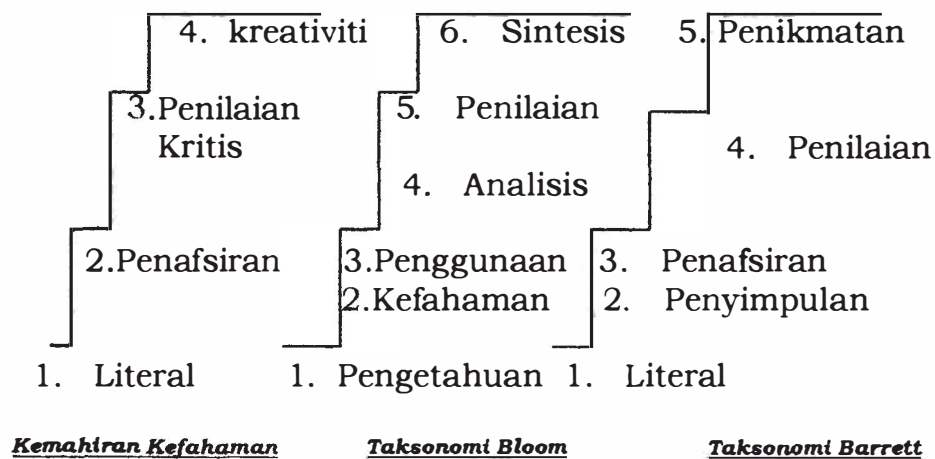 4. kreativiti 6. Sintesis 5. Penikmatan
3.Penilaian 5. Penilaian
Kritis 4. Penilaian
4. Analisis
2.Penafsiran 3.Penggunaan 3. Penafsiran
2.Kefahaman 2. Penyimpulan
1. Literal 1. Pengetahuan 1. Literal
Kemahiran Kefahaman Taksonomi Bloom Taksonomi Barrett